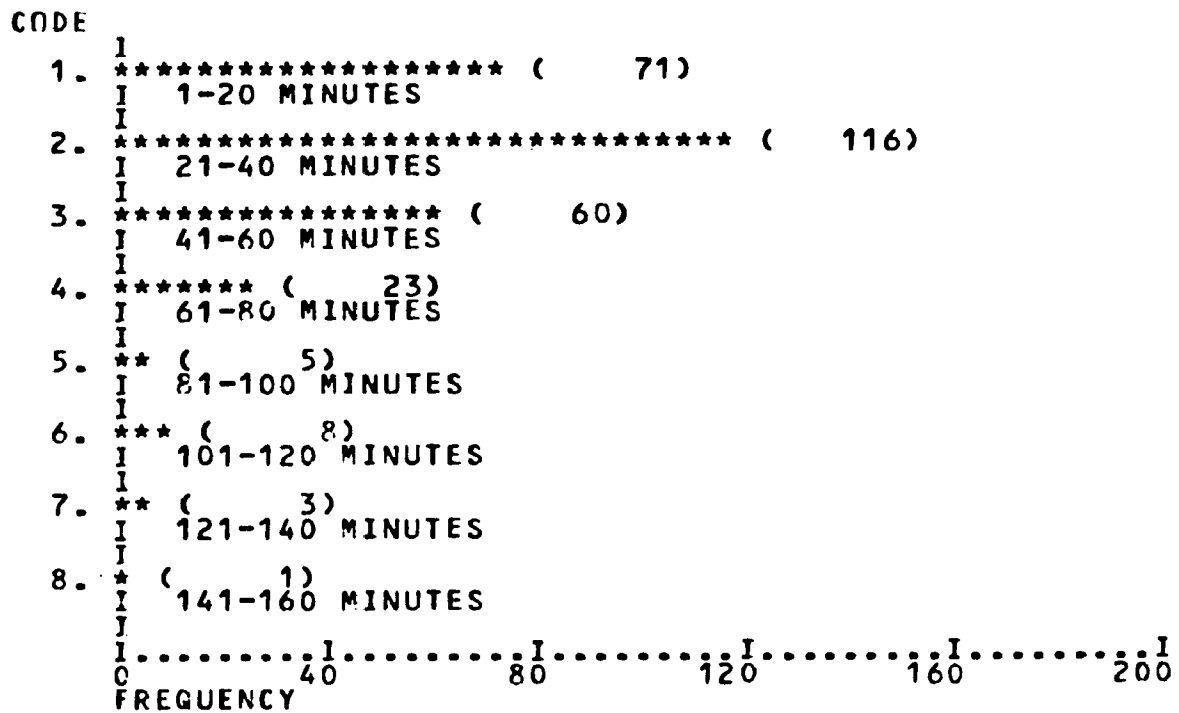 CODE
I
1. ******************* ( 71)
I 1-20 MINUTES
I
2. ****************************** ( 116)
I 21-40 MINUTES
I
3. **************** ( 60)
I 41-60 MINUTES
I
4. ******* ( 23)
I 61-80 MINUTES
I
5. ** ( 5)
I 81-100 MINUTES
I
6. *** ( 8)
I 101-120 MINUTES
I
7. ** ( 3)
I 121-140 MINUTES
I
8. * ( 1)
I 141-160 MINUTES
I
I.........I.........I.........I.........I.........I
0 40 80 120 160 200
FREQUENCY